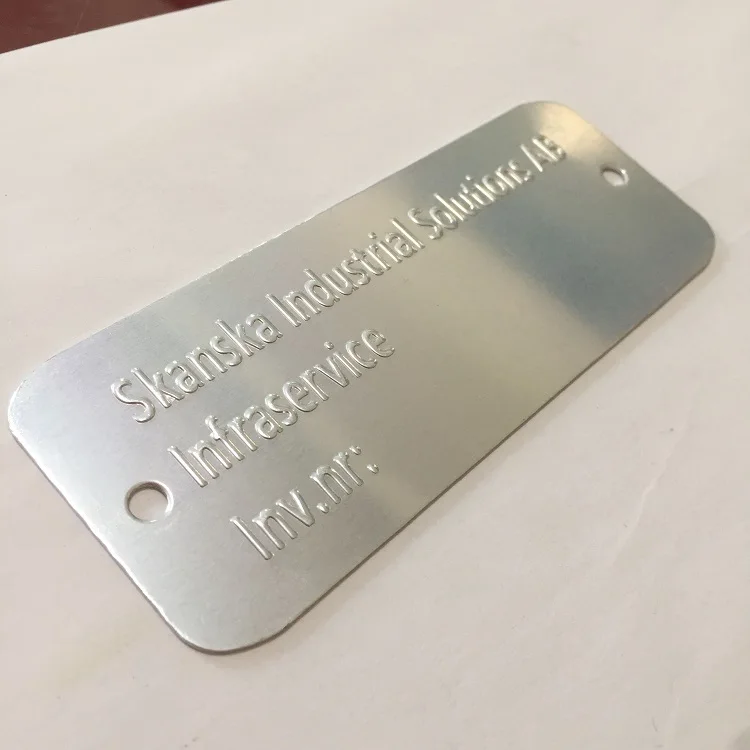 Skanska Industrial Solutions AB
Infraservice
Inv.nr: